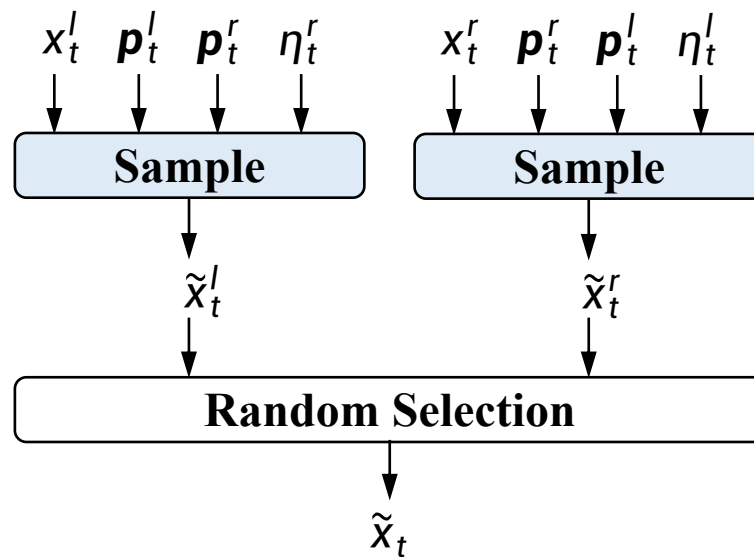 x_t^l p_t^l p_t^r η_t^r x_t^r p_t^r p_t^l η_t^l
Sample Sample
x̃_t^l x̃_t^r
Random Selection
x̃_t